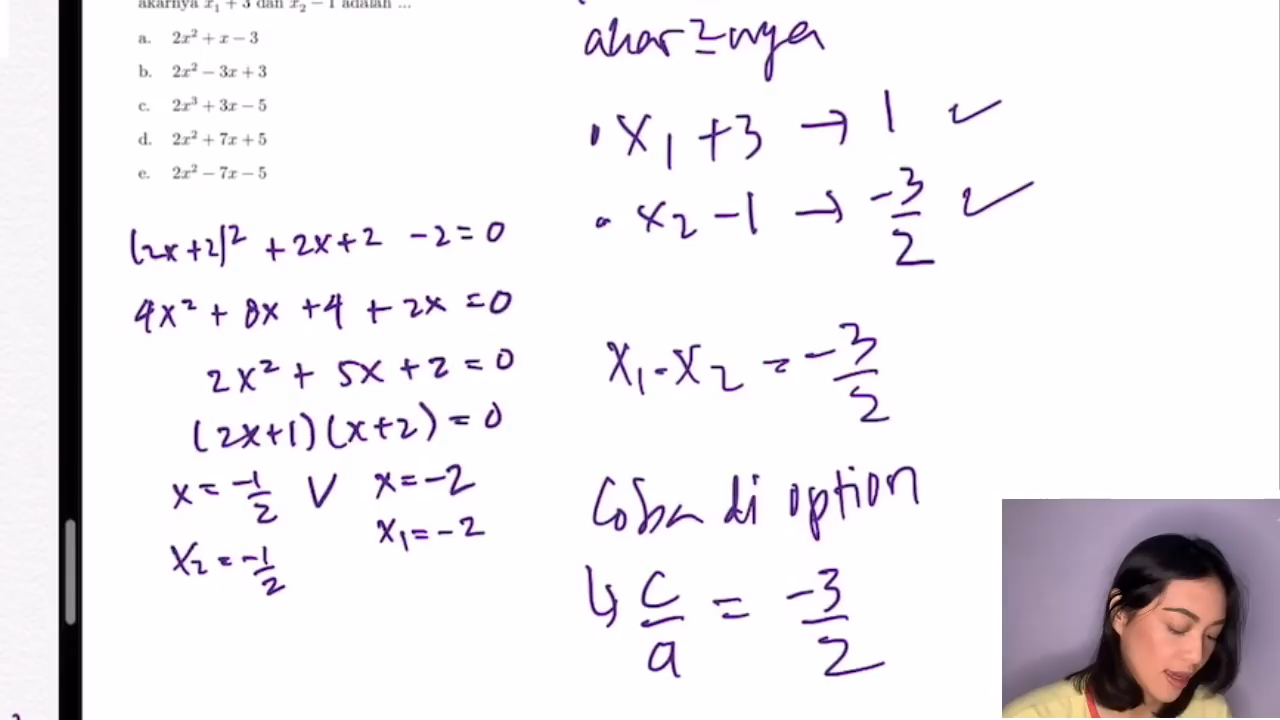 akarnya x₁ + 3 dan x₂ − 1 adalah ...
a. 2x² + x − 3
b. 2x² − 3x + 3
c. 2x³ + 3x − 5
d. 2x² + 7x + 5
e. 2x² − 7x − 5
(2x+2)² + 2x+2 - 2 = 0
4x² + 8x + 4 + 2x = 0
2x² + 5x + 2 = 0
(2x+1)(x+2) = 0
x = -1/2 V x = -2
x₁ = -2
x₂ = -1/2
akar2nya
• x₁ + 3 → 1 ✓
• x₂ - 1 → -3/2 ✓
x₁ · x₂ = -3/2
Coba di option
↳ c/a = -3/2